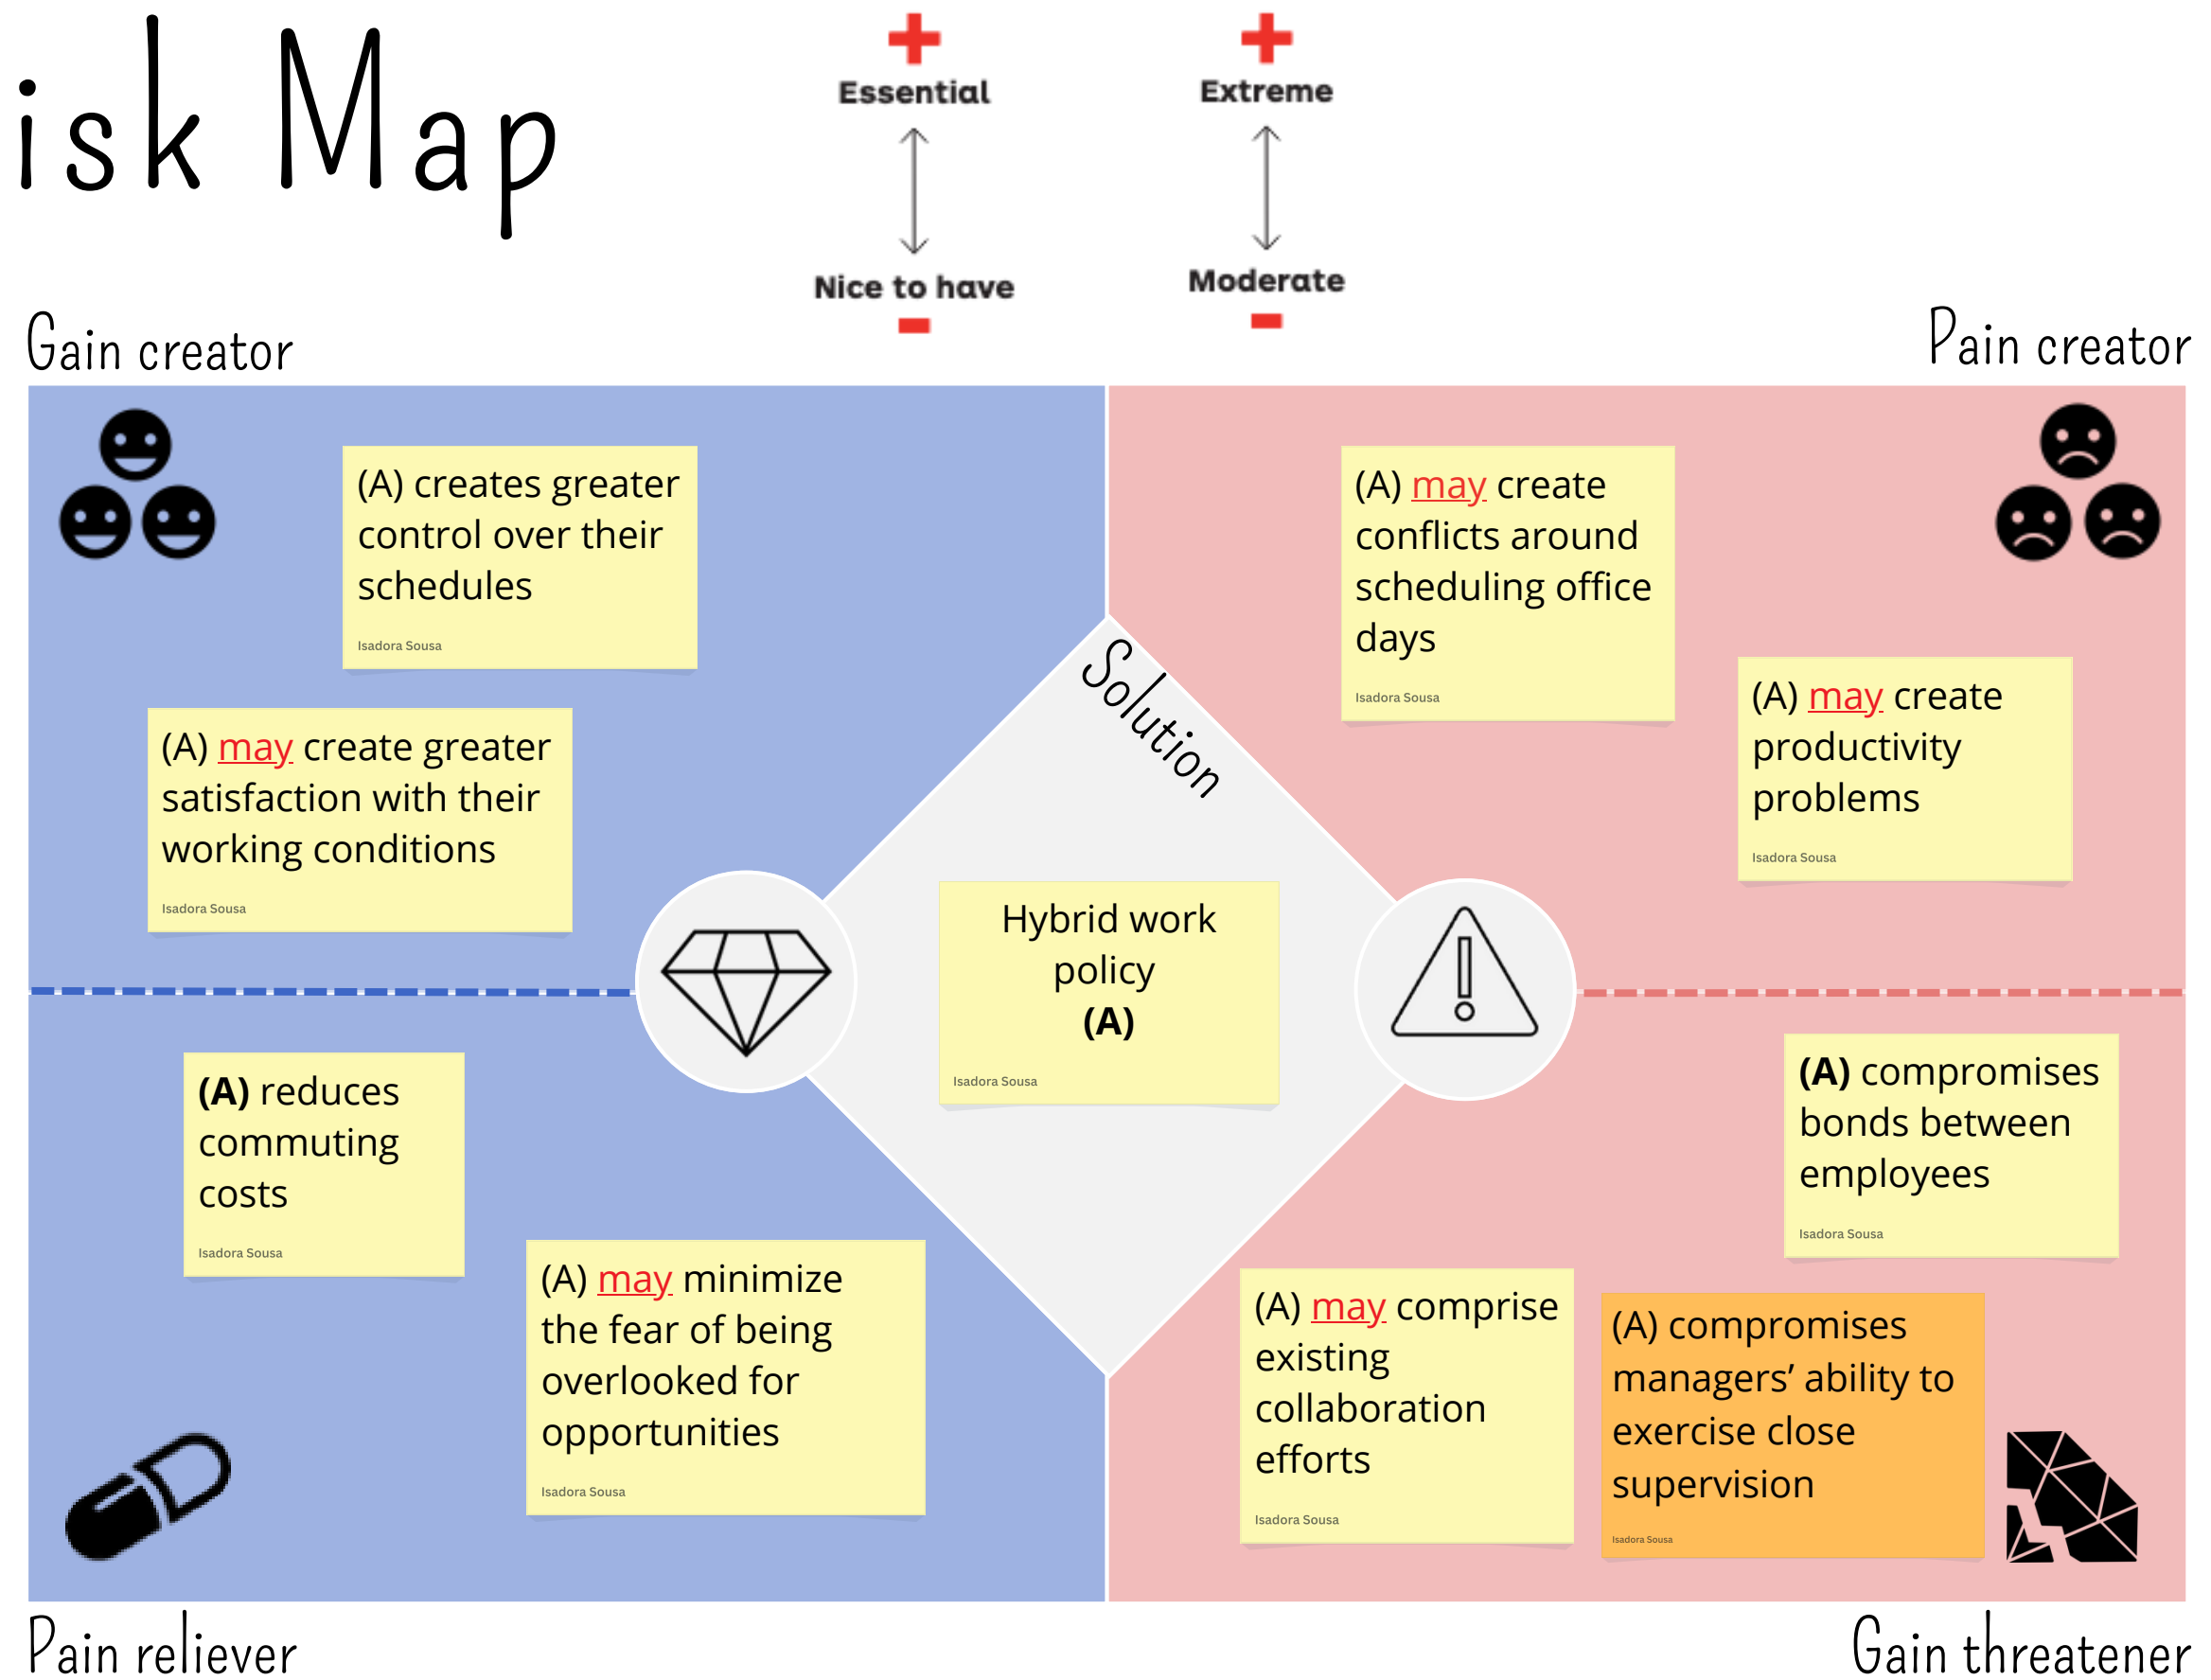 isk Map
Essential
Nice to have
Extreme
Moderate
Gain creator
Pain creator
(A) creates greater
control over their
schedules
Isadora Sousa
(A) may create greater
satisfaction with their
working conditions
Isadora Sousa
(A) may create
conflicts around
scheduling office
days
Isadora Sousa
(A) may create
productivity
problems
Isadora Sousa
Solution
Hybrid work
policy
(A)
Isadora Sousa
(A) reduces
commuting
costs
Isadora Sousa
(A) may minimize
the fear of being
overlooked for
opportunities
Isadora Sousa
(A) compromises
bonds between
employees
Isadora Sousa
(A) may comprise
existing
collaboration
efforts
Isadora Sousa
(A) compromises
managers’ ability to
exercise close
supervision
Isadora Sousa
Pain reliever
Gain threatener